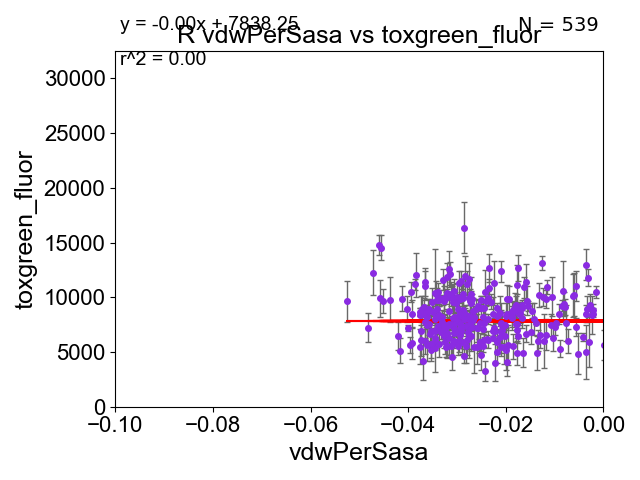 y = -0.00x + 7838.25
N = 539
R vdwPerSasa vs toxgreen_fluor
r^2 = 0.00
30000
25000
20000
15000
10000
5000
0
toxgreen_fluor
−0.10 −0.08 −0.06 −0.04 −0.02 0.00
vdwPerSasa